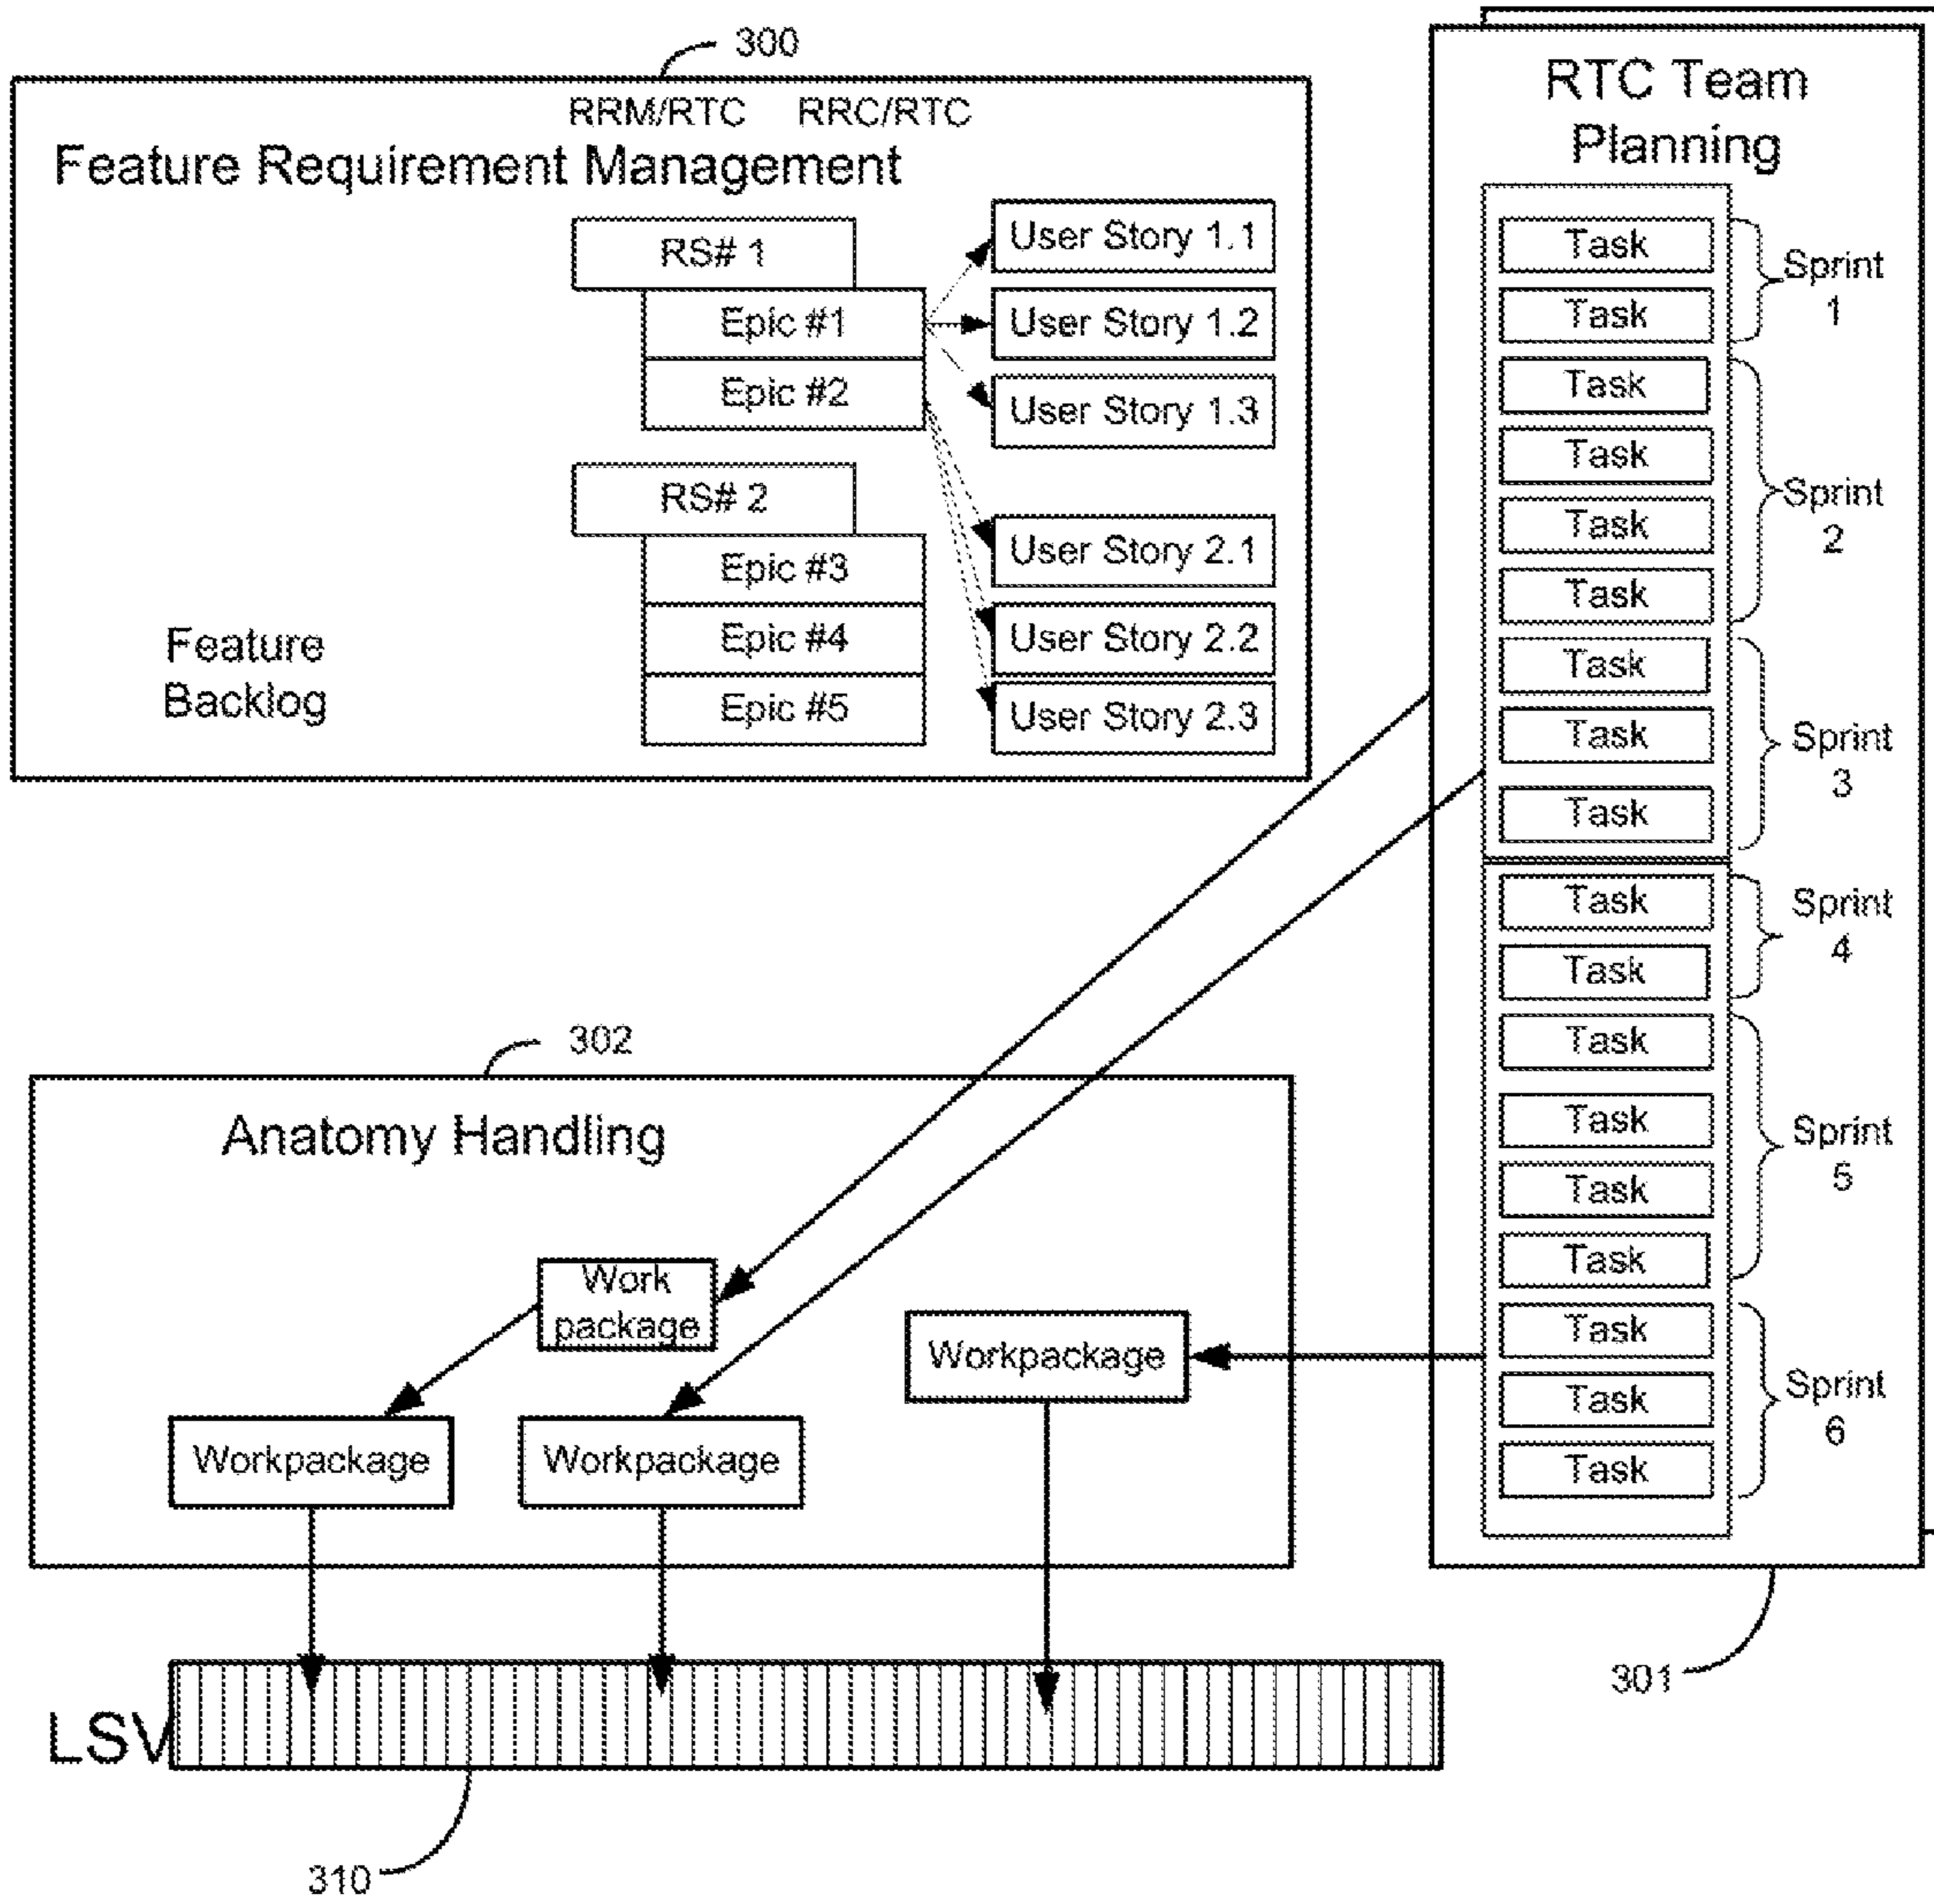 300
RRM/RTC RRC/RTC
Feature Requirement Management
RS# 1
Epic #1
Epic #2
RS# 2
Epic #3
Epic #4
Epic #5
User Story 1.1
User Story 1.2
User Story 1.3
User Story 2.1
User Story 2.2
User Story 2.3
Feature
Backlog
RTC Team
Planning
Task
Task
Sprint
1
Task
Task
Task
Task
Sprint
2
Task
Task
Task
Sprint
3
Task
Task
Sprint
4
Task
Task
Task
Task
Sprint
5
Task
Task
Task
Sprint
6
301
302
Anatomy Handling
Work
package
Workpackage
Workpackage
Workpackage
LSV
310